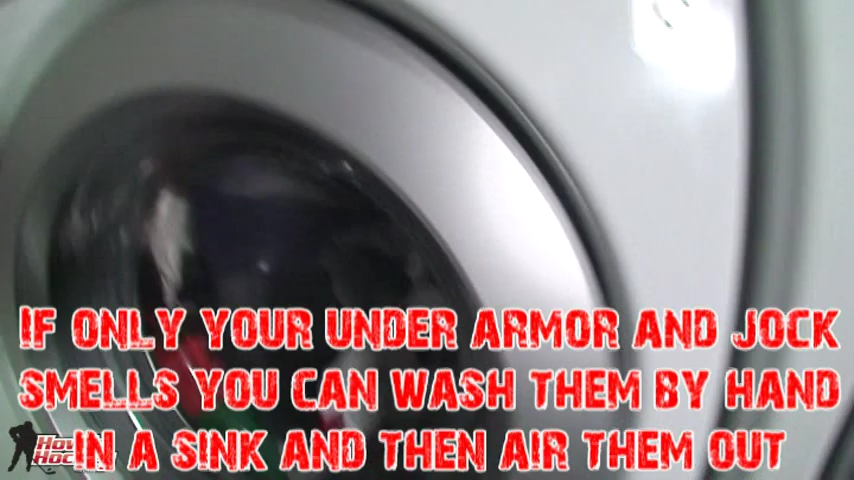 IF ONLY YOUR UNDER ARMOR AND JOCK
SMELLS YOU CAN WASH THEM BY HAND
IN A SINK AND THEN AIR THEM OUT